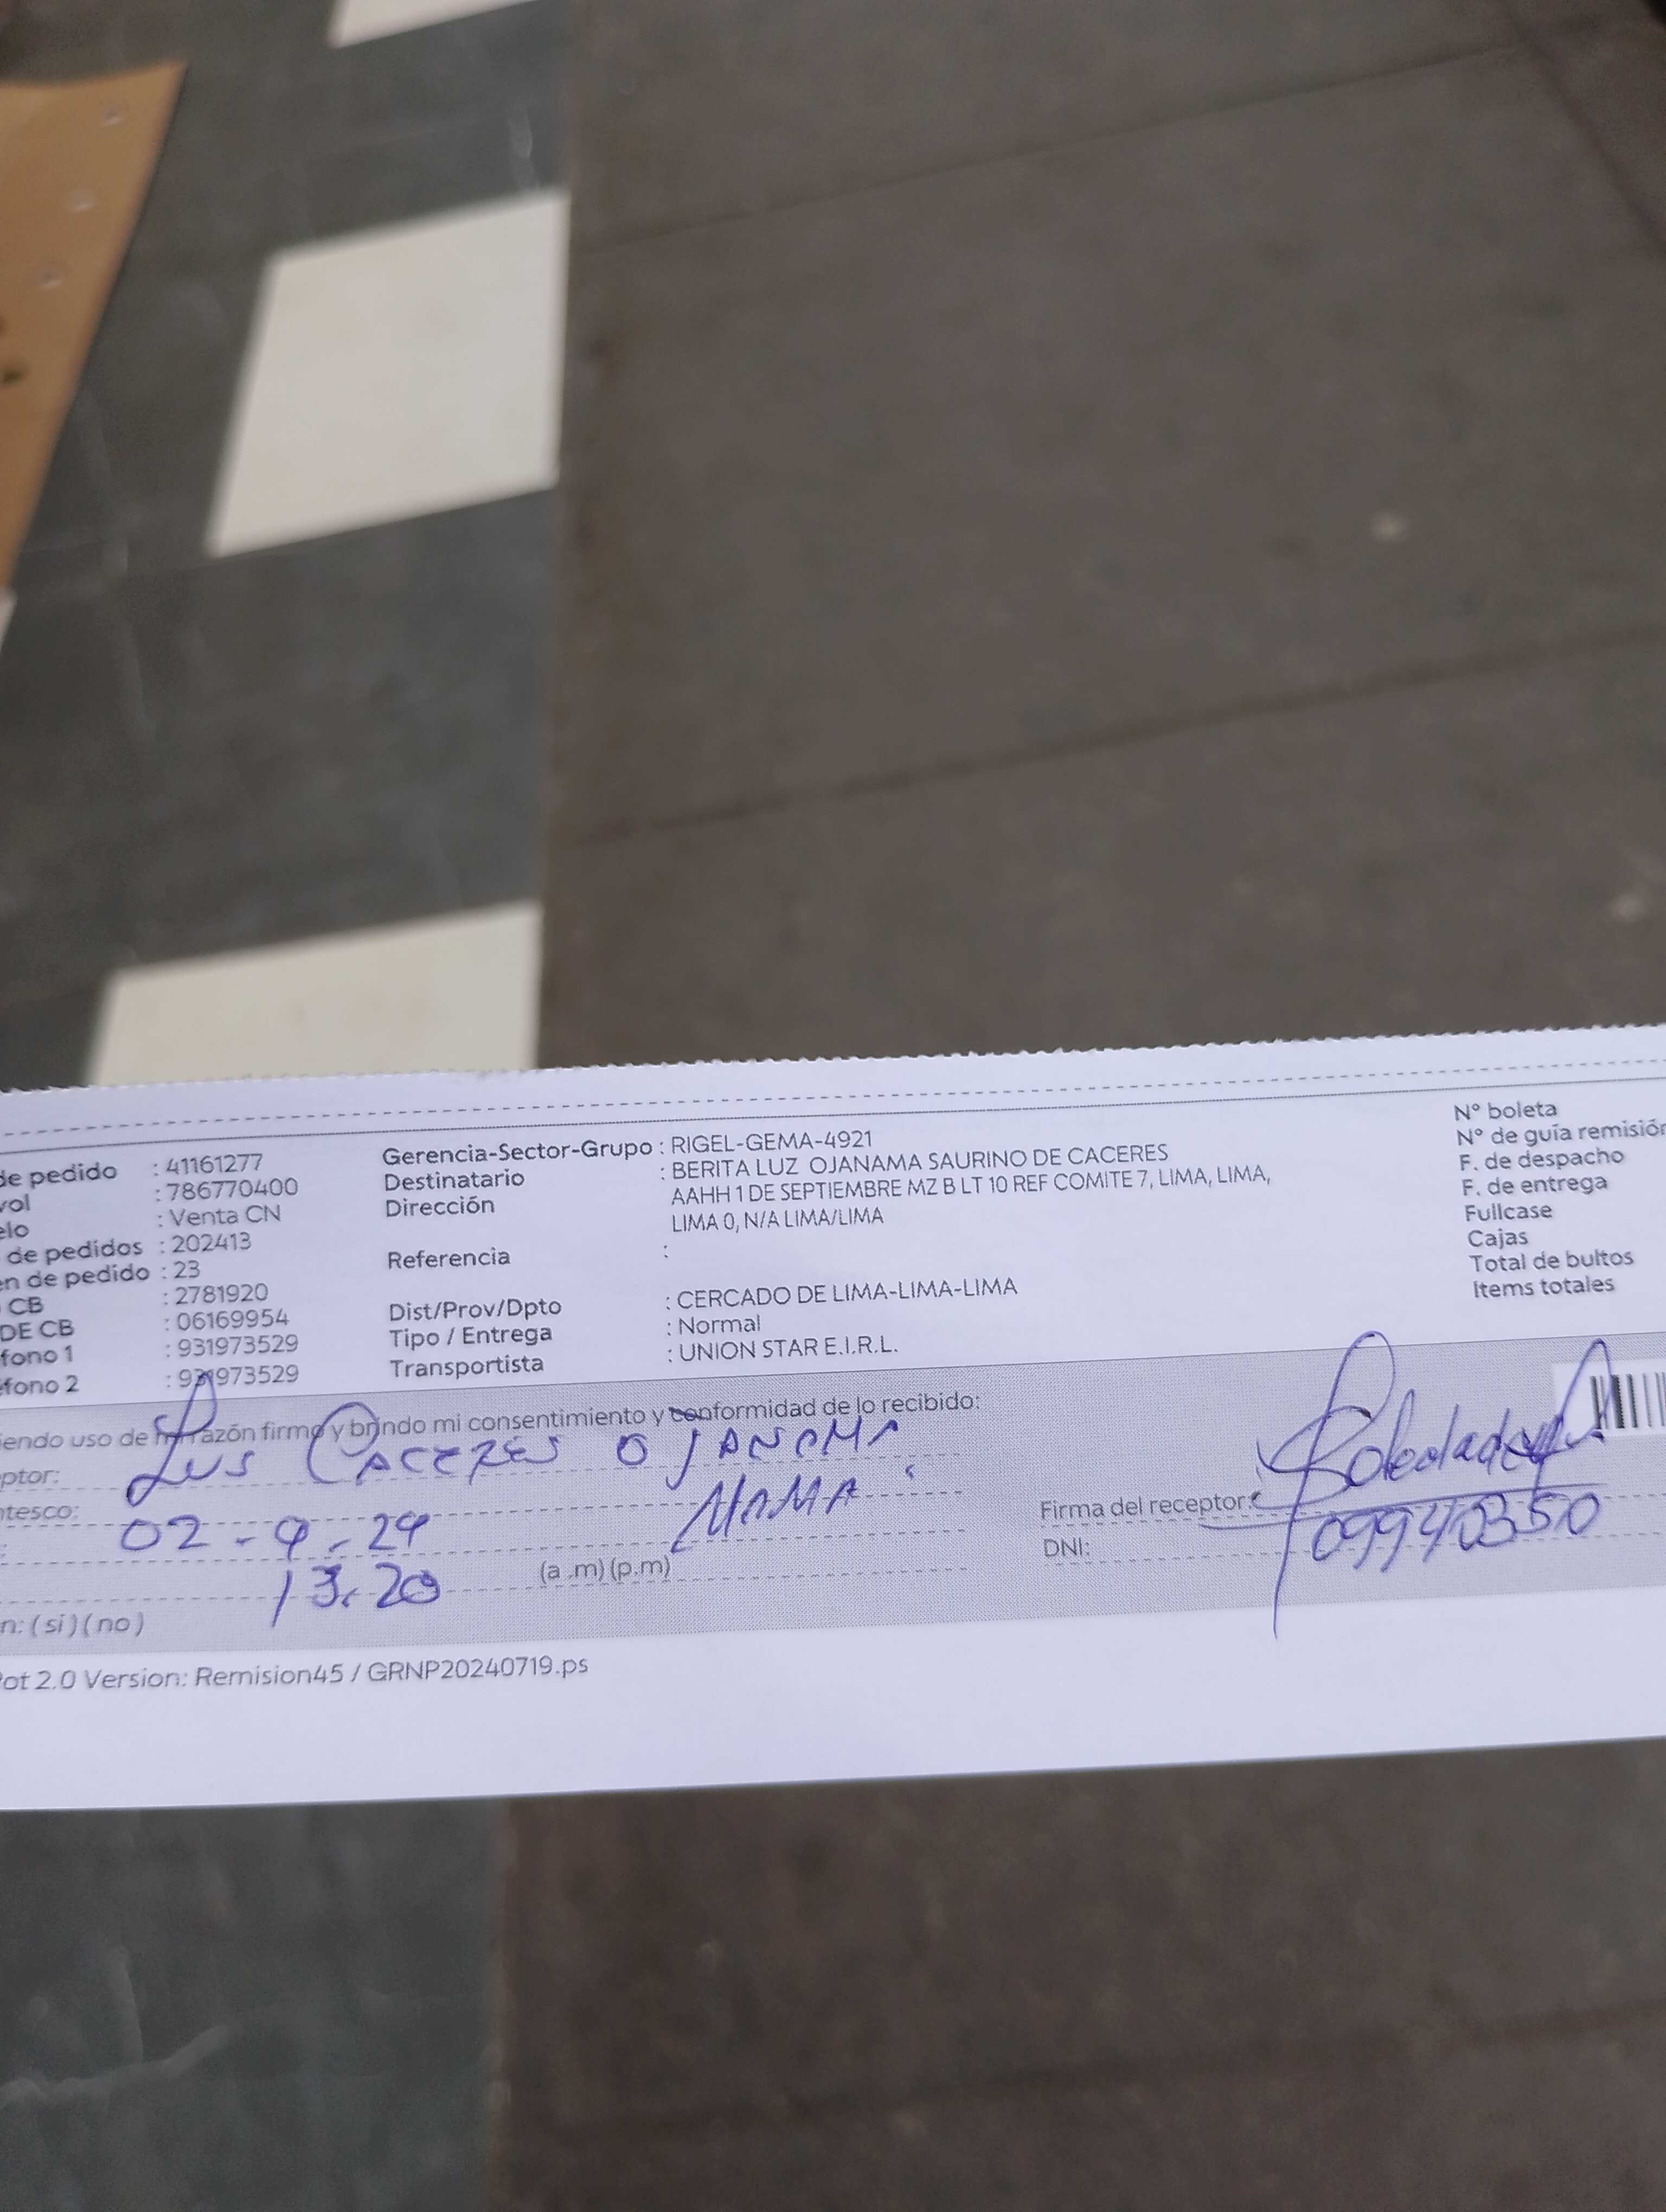 de pedido : 41161277
vol : 786770400
elo : Venta CN
de pedidos : 202413
en de pedido : 23
CB : 2781920
DE CB : 06169954
fono 1 : 931973529
éfono 2 : 931973529
Gerencia-Sector-Grupo : RIGEL-GEMA-4921
Destinatario : BERITA LUZ OJANAMA SAURINO DE CACERES
Dirección : AAHH 1 DE SEPTIEMBRE MZ B LT 10 REF COMITE 7, LIMA, LIMA,
LIMA 0, N/A LIMA/LIMA
Referencia :
Dist/Prov/Dpto : CERCADO DE LIMA-LIMA-LIMA
Tipo / Entrega : Normal
Transportista : UNION STAR E.I.R.L.
N° boleta
N° de guía remisión
F. de despacho
F. de entrega
Fullcase
Cajas
Total de bultos
Items totales
iendo uso de mi razón firmo y brindo mi consentimiento y conformidad de lo recibido:
ptor: Lus CACERES OJANAMA
ntesco: MAMA
02-9-24
13:20 (a .m) (p.m)
n: (si) (no)
Firma del receptor:
DNI: 09940350
Pot 2.0 Version: Remision45 / GRNP20240719.ps